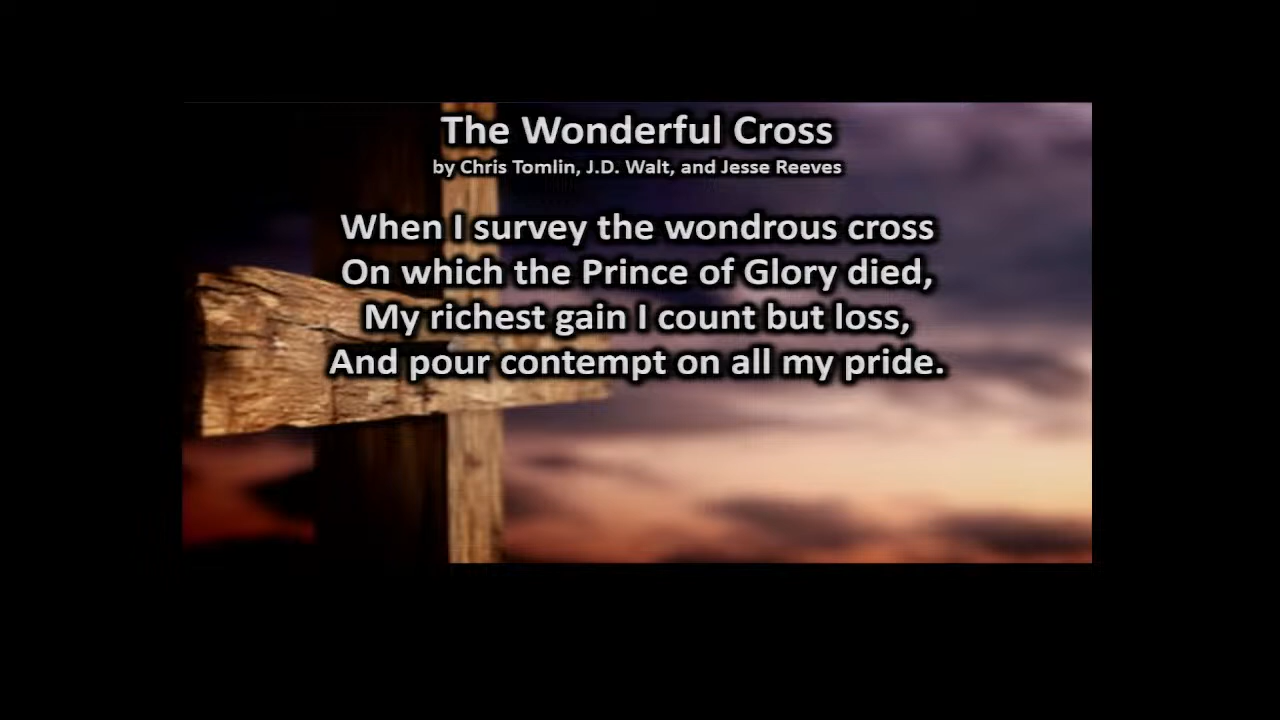 The Wonderful Cross
by Chris Tomlin, J.D. Walt, and Jesse Reeves
When I survey the wondrous cross
On which the Prince of Glory died,
My richest gain I count but loss,
And pour contempt on all my pride.